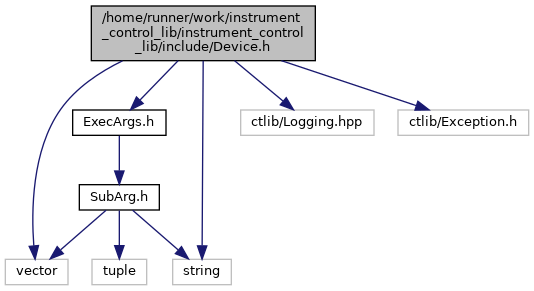 /home/runner/work/instrument
_control_lib/instrument_control
_lib/include/Device.h
ExecArgs.h
ctlib/Logging.hpp
ctlib/Exception.h
SubArg.h
vector
tuple
string